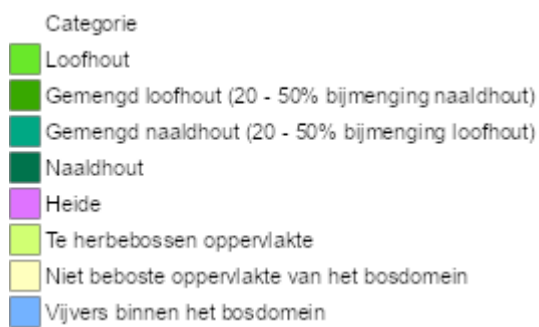 Categorie
Loofhout
Gemengd loofhout (20 - 50% bijmenging naaldhout)
Gemengd naaldhout (20 - 50% bijmenging loofhout)
Naaldhout
Heide
Te herbebossen oppervlakte
Niet beboste oppervlakte van het bosdomein
Vijvers binnen het bosdomein